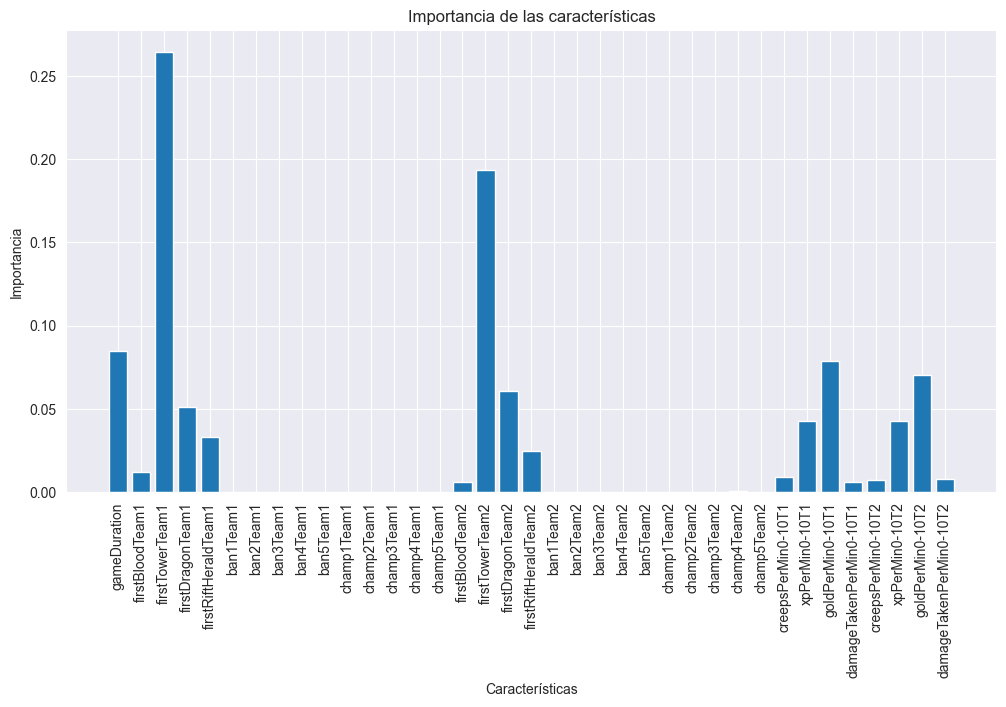 Importancia de las características
Importancia
0.25
0.20
0.15
0.10
0.05
0.00
gameDuration
firstBloodTeam1
firstTowerTeam1
firstDragonTeam1
firstRiftHeraldTeam1
ban1Team1
ban2Team1
ban3Team1
ban4Team1
ban5Team1
champ1Team1
champ2Team1
champ3Team1
champ4Team1
champ5Team1
firstBloodTeam2
firstTowerTeam2
firstDragonTeam2
firstRiftHeraldTeam2
ban1Team2
ban2Team2
ban3Team2
ban4Team2
ban5Team2
champ1Team2
champ2Team2
champ3Team2
champ4Team2
champ5Team2
creepsPerMin0-10T1
xpPerMin0-10T1
goldPerMin0-10T1
damageTakenPerMin0-10T1
creepsPerMin0-10T2
xpPerMin0-10T2
goldPerMin0-10T2
damageTakenPerMin0-10T2
Características